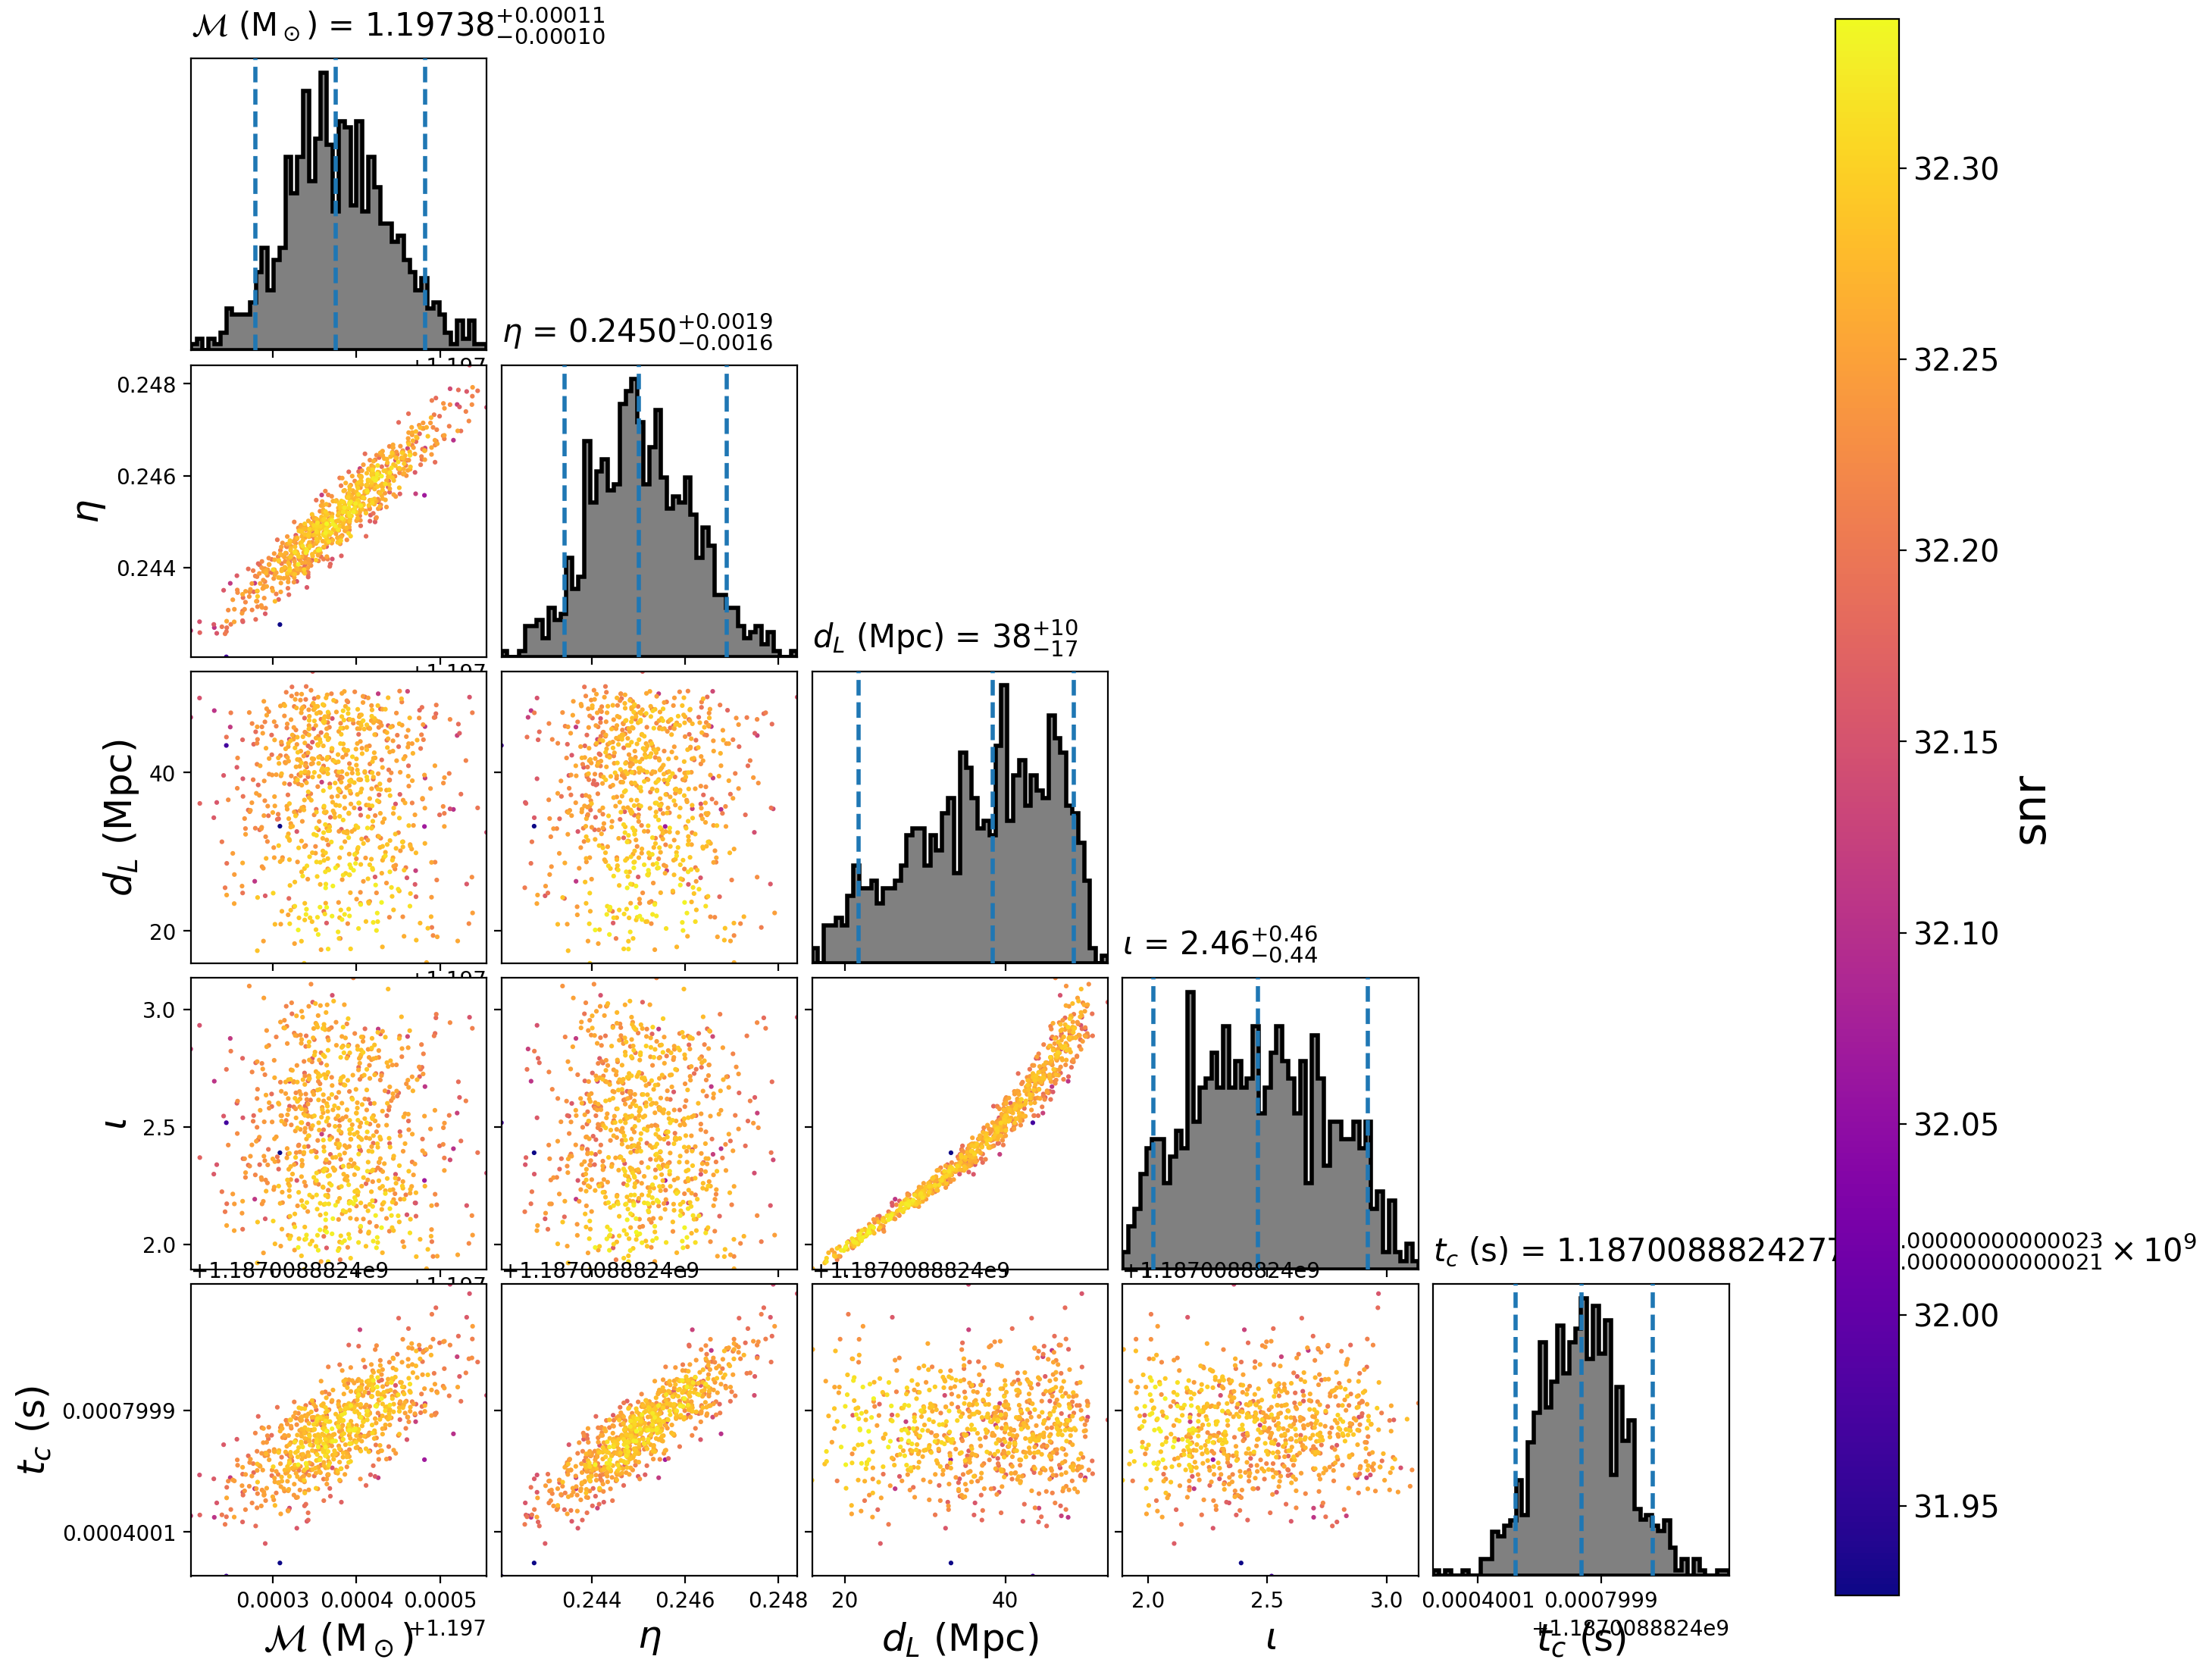 ℳ (M⊙) = 1.19738 +0.00011 −0.00010
η = 0.2450 +0.0019 −0.0016
d_L (Mpc) = 38 +10 −17
ι = 2.46 +0.46 −0.44
t_c (s) = 1.1870088824277 .00000000000023 .00000000000021 × 10^9
η
0.248
0.246
0.244
d_L (Mpc)
40
20
ι
3.0
2.5
2.0
+1.1870088824e9
+1.1870088824e9
+1.1870088824e9
+1.1870088824e9
t_c (s)
0.0007999
0.0004001
0.0003
0.0004
0.0005
+1.197
ℳ (M⊙)
0.244
0.246
0.248
η
20
40
d_L (Mpc)
2.0
2.5
3.0
ι
0.0004001
0.0007999
+1.1870088824e9
t_c (s)
32.30
32.25
32.20
32.15
32.10
32.05
32.00
31.95
snr